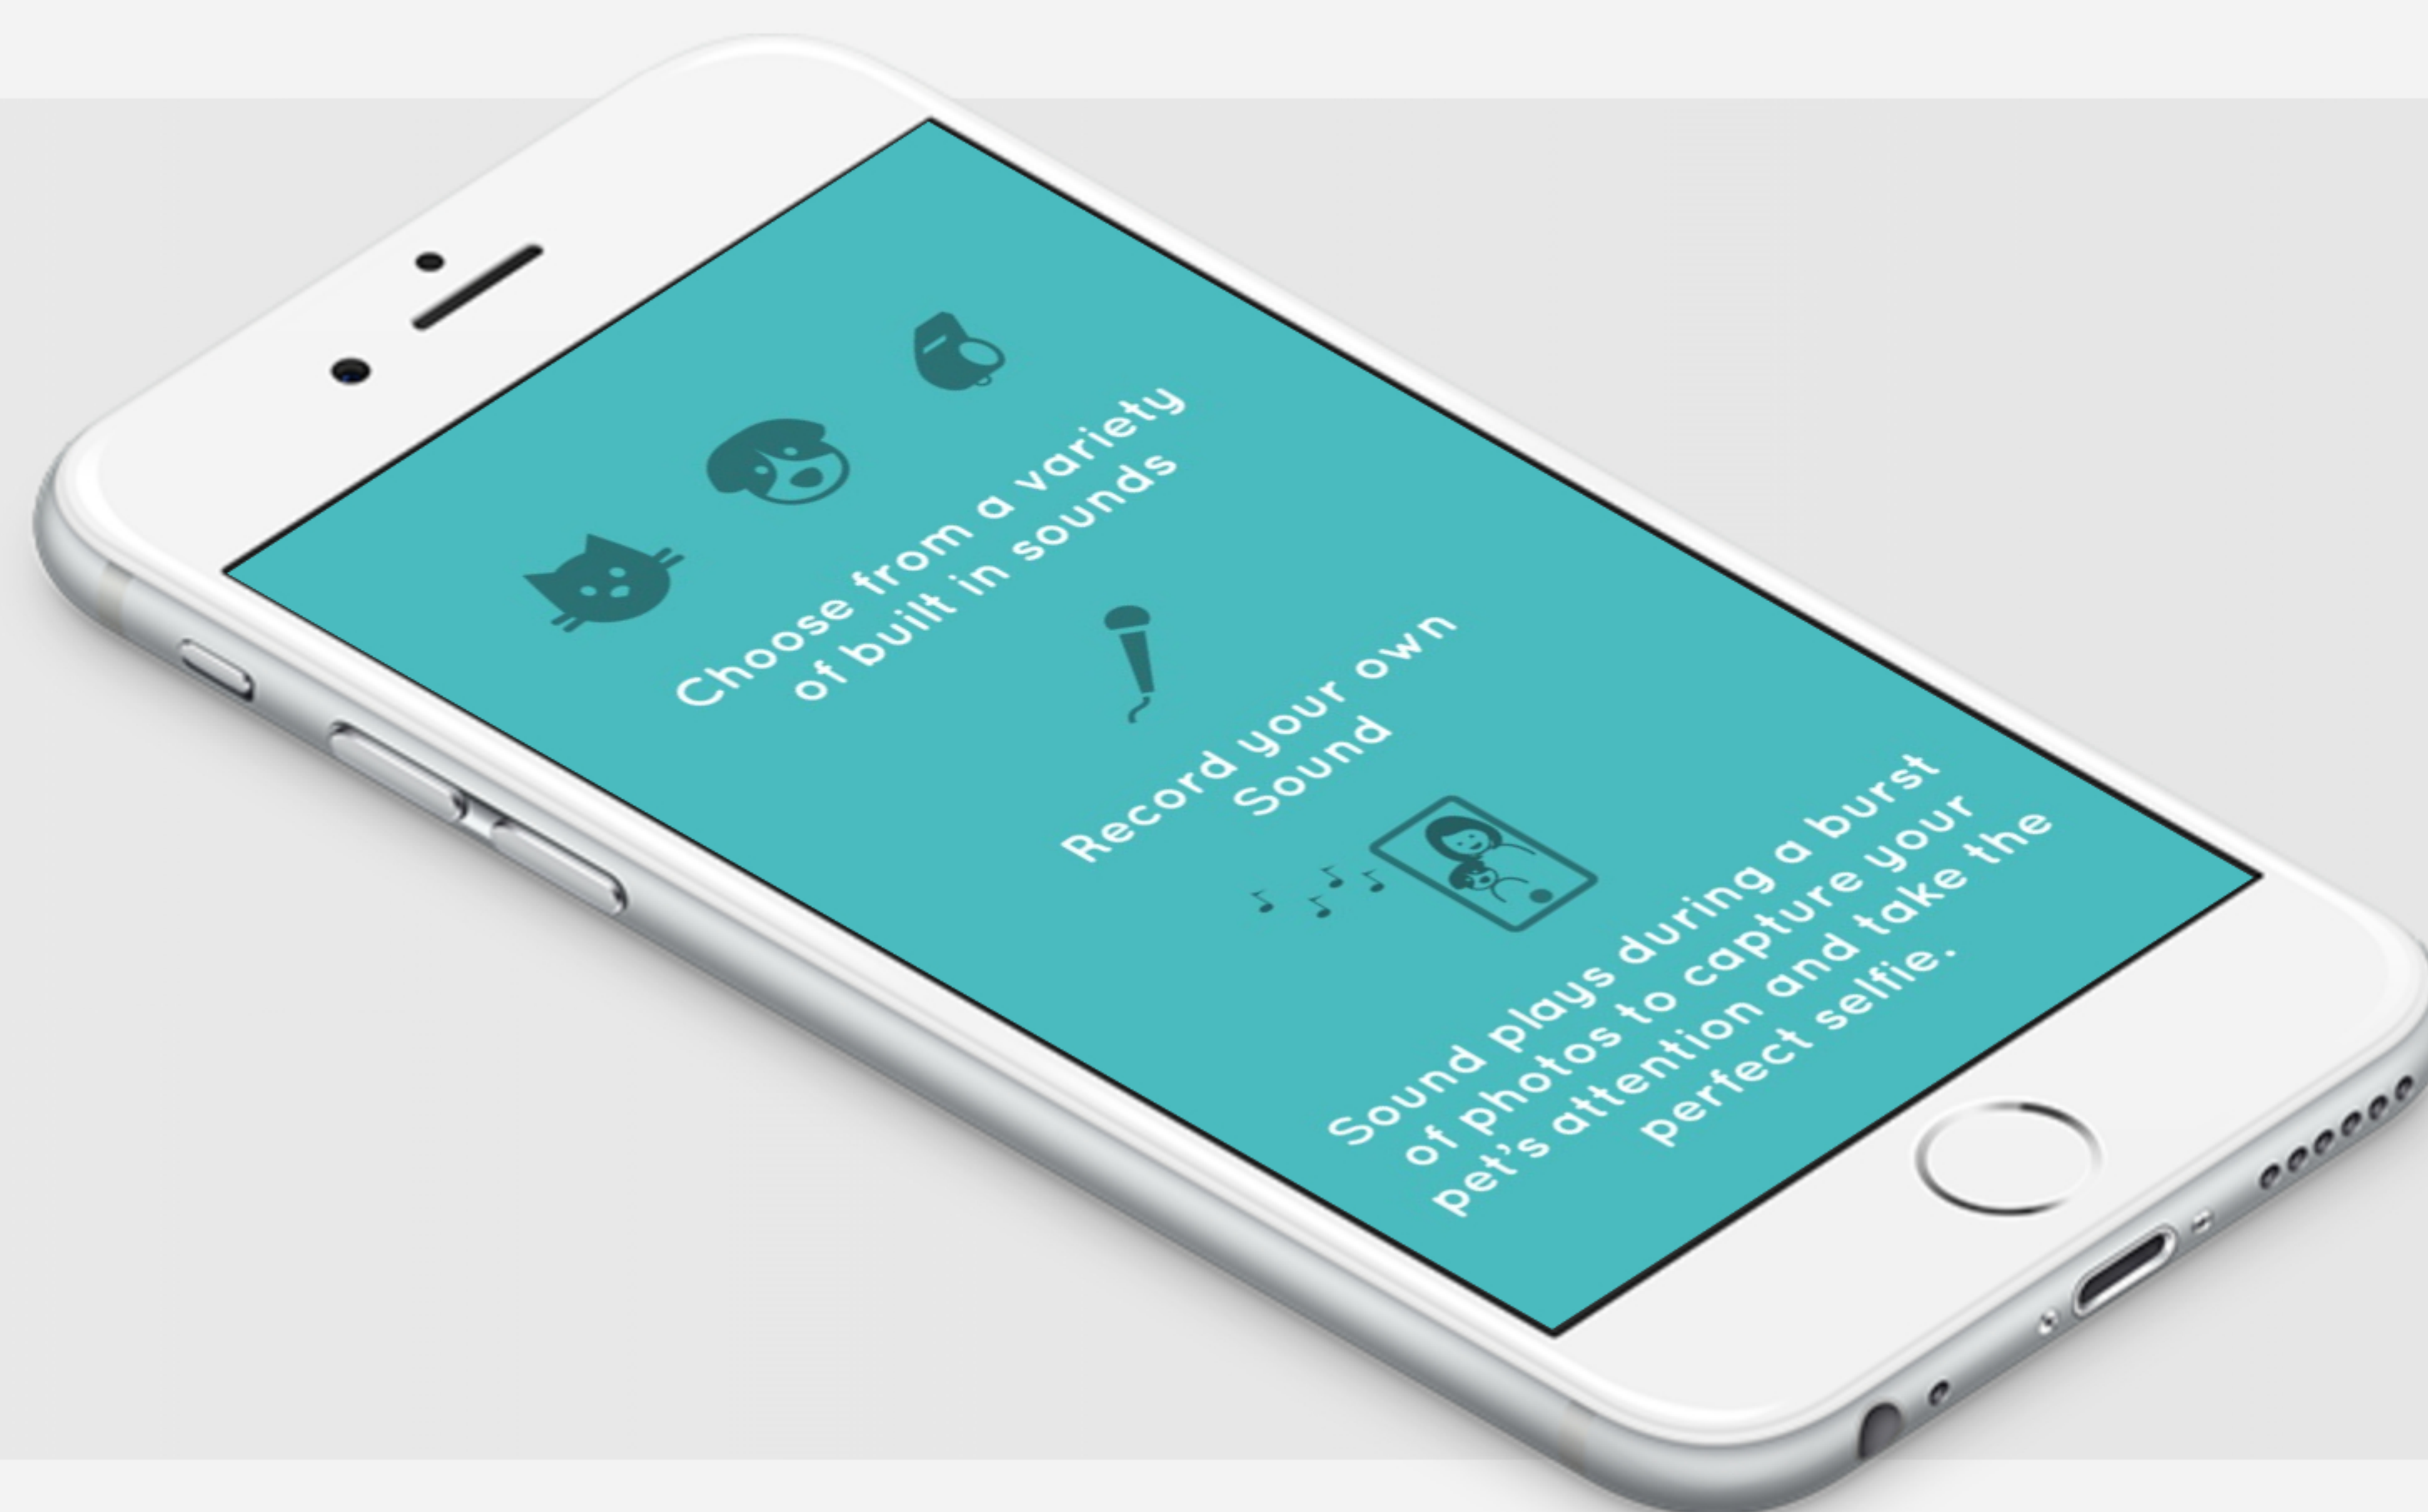 Choose from a variety
of built in sounds
Record your own
Sound
Sound plays during a burst
of photos to capture your
pet's attention and take the
perfect selfie.